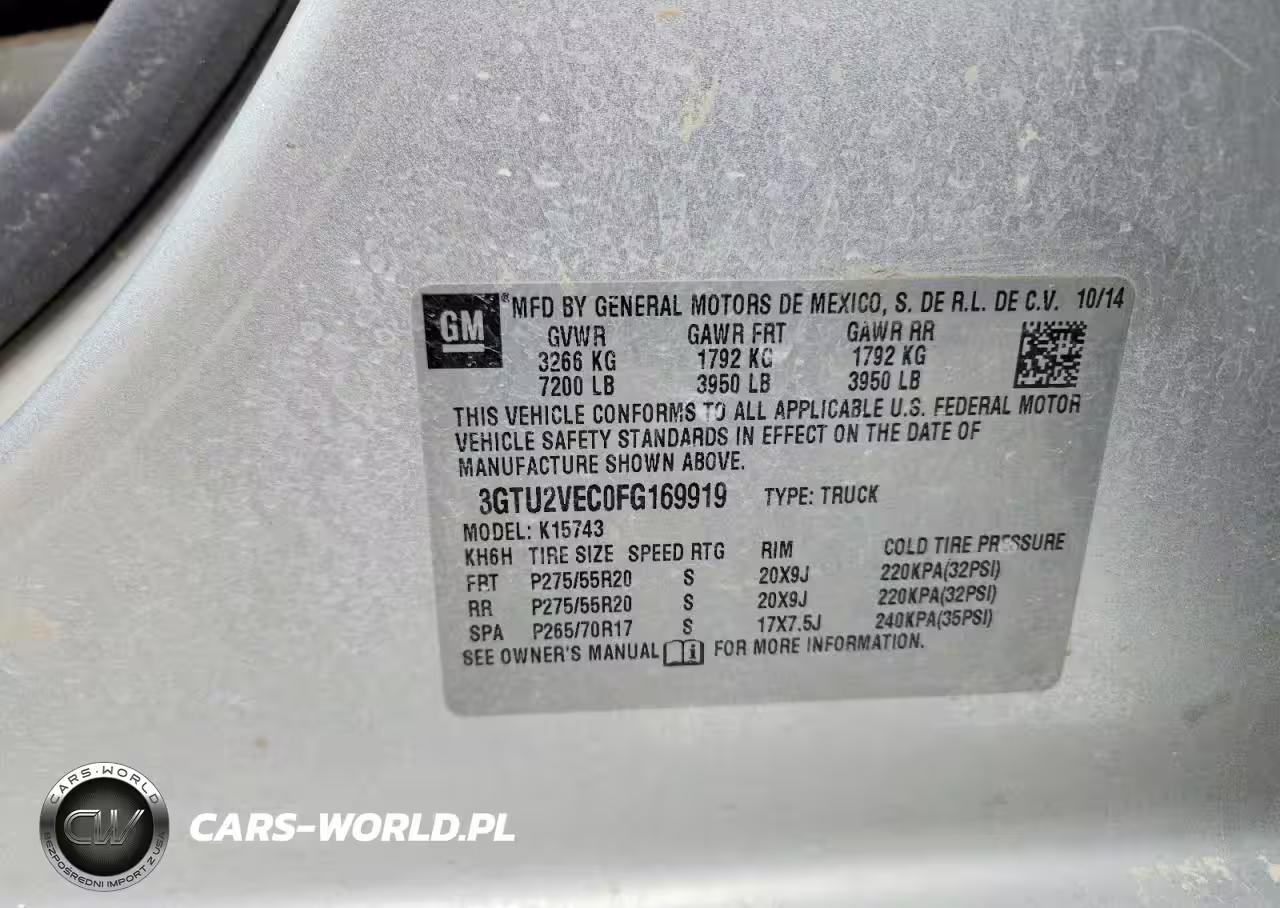 GM ® MFD BY GENERAL MOTORS DE MEXICO, S. DE R.L. DE C.V. 10/14
GVWR GAWR FRT GAWR RR
3266 KG 1792 KG 1792 KG
7200 LB 3950 LB 3950 LB
THIS VEHICLE CONFORMS TO ALL APPLICABLE U.S. FEDERAL MOTOR
VEHICLE SAFETY STANDARDS IN EFFECT ON THE DATE OF
MANUFACTURE SHOWN ABOVE.
3GTU2VEC0FG169919 TYPE: TRUCK
MODEL: K15743
KH6H TIRE SIZE SPEED RTG RIM COLD TIRE PRESSURE
FRT P275/55R20 S 20X9J 220KPA(32PSI)
RR P275/55R20 S 20X9J 220KPA(32PSI)
SPA P265/70R17 S 17X7.5J 240KPA(35PSI)
SEE OWNER'S MANUAL i FOR MORE INFORMATION.
CARS-WORLD
CW
BEZPOŚREDNI IMPORT Z USA
CARS-WORLD.PL